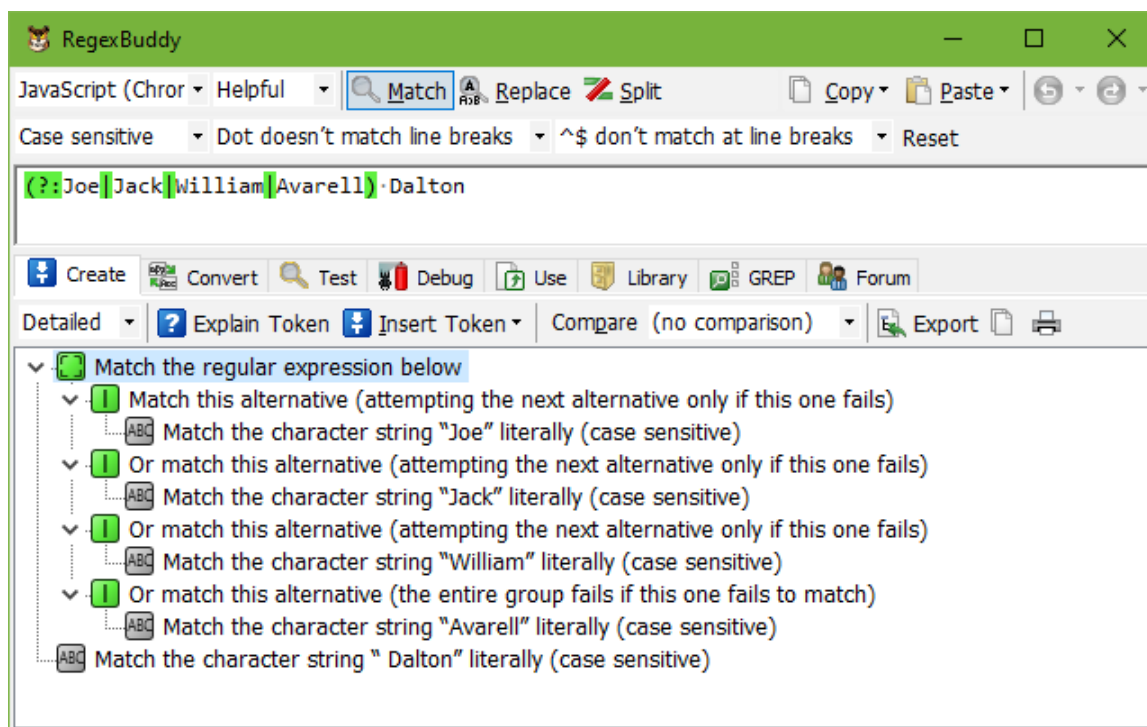 RegexBuddy
JavaScript (Chror Helpful Match Replace Split Copy Paste
Case sensitive Dot doesn’t match line breaks ^$ don’t match at line breaks Reset
(?:Joe|Jack|William|Avarell)·Dalton
Create Convert Test Debug Use Library GREP Forum
Detailed Explain Token Insert Token Compare (no comparison) Export
Match the regular expression below
Match this alternative (attempting the next alternative only if this one fails)
Match the character string “Joe” literally (case sensitive)
Or match this alternative (attempting the next alternative only if this one fails)
Match the character string “Jack” literally (case sensitive)
Or match this alternative (attempting the next alternative only if this one fails)
Match the character string “William” literally (case sensitive)
Or match this alternative (the entire group fails if this one fails to match)
Match the character string “Avarell” literally (case sensitive)
Match the character string “ Dalton” literally (case sensitive)